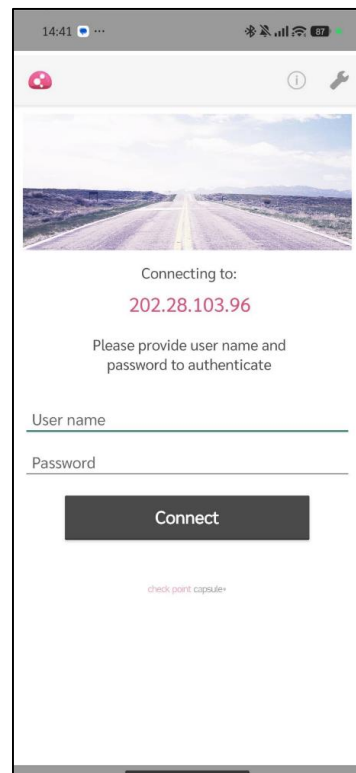 14:41
87
Connecting to:
202.28.103.96
Please provide user name and
password to authenticate
User name
Password
Connect
check point capsule+